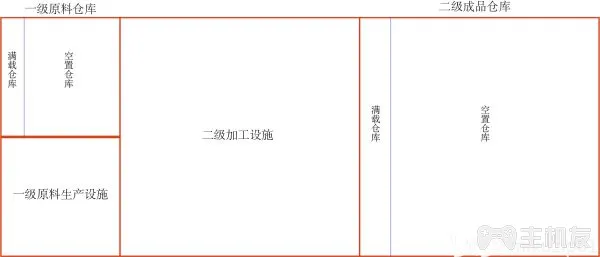 一级原料仓库
二级成品仓库
满载仓库
空置仓库
二级加工设施
满载仓库
空置仓库
一级原料生产设施
主机友